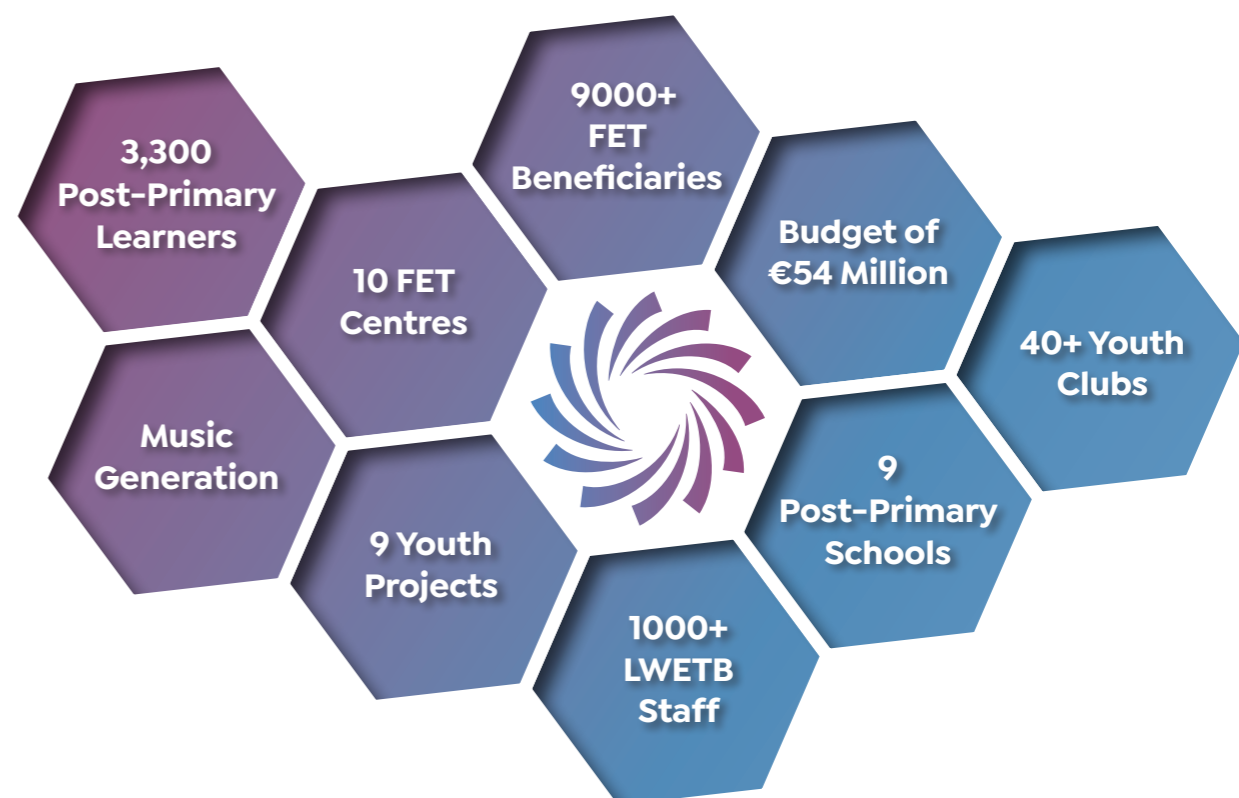 3,300
Post-Primary
Learners
10 FET
Centres
9000+
FET
Beneficiaries
Budget of
€54 Million
40+ Youth
Clubs
Music
Generation
9 Youth
Projects
1000+
LWETB
Staff
9
Post-Primary
Schools